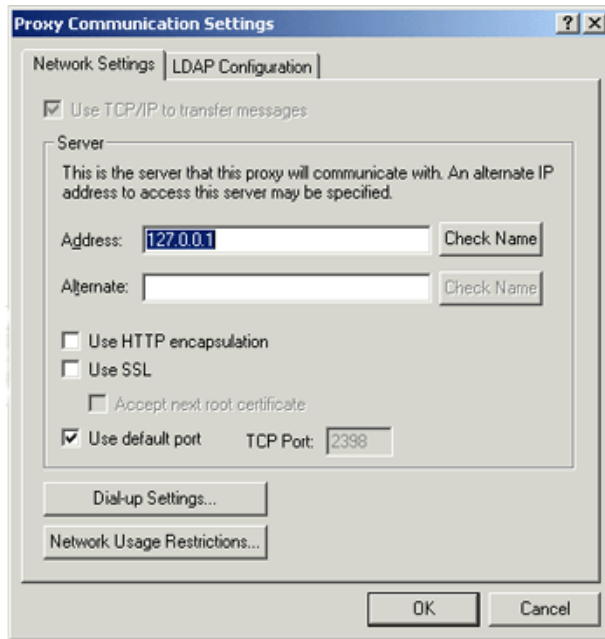 Proxy Communication Settings
Network Settings LDAP Configuration
Use TCP/IP to transfer messages
Server
This is the server that this proxy will communicate with. An alternate IP
address to access this server may be specified.
Address: 127.0.0.1 Check Name
Alternate: Check Name
Use HTTP encapsulation
Use SSL
Accept next root certificate
Use default port TCP Port: 2398
Dial-up Settings...
Network Usage Restrictions...
OK Cancel